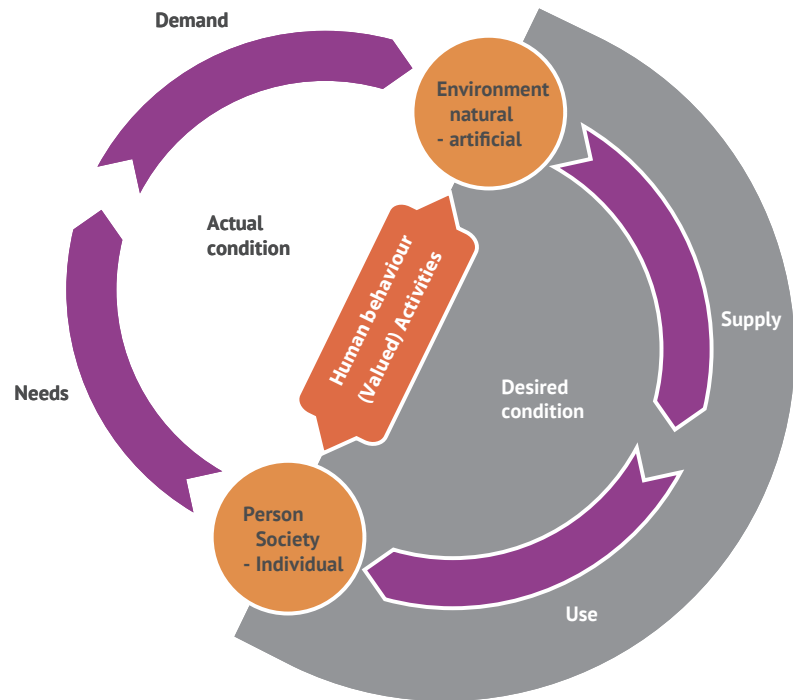 Demand
Environment
natural
- artificial
Actual
condition
Human behaviour
(Valued) Activities
Supply
Desired
condition
Needs
Person
Society
- Individual
Use